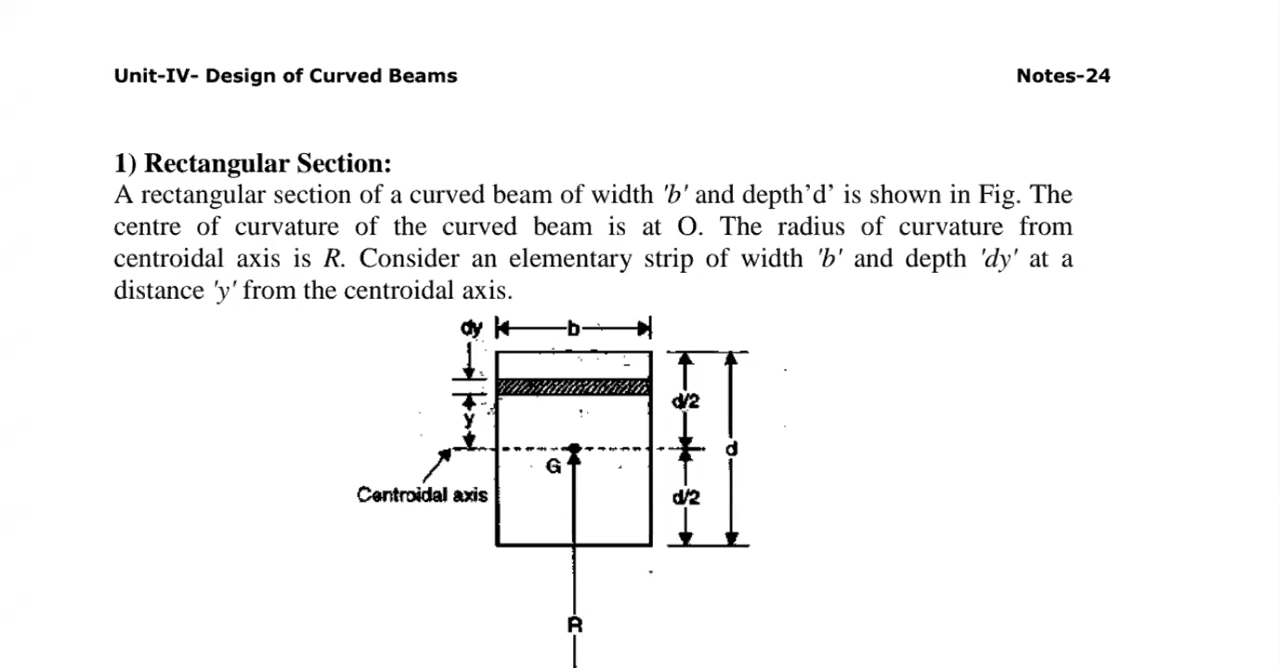 Unit-IV- Design of Curved Beams Notes-24
1) Rectangular Section:
A rectangular section of a curved beam of width 'b' and depth’d’ is shown in Fig. The
centre of curvature of the curved beam is at O. The radius of curvature from
centroidal axis is R. Consider an elementary strip of width 'b' and depth 'dy' at a
distance 'y' from the centroidal axis.
dy b
d/2
y
d
G
Centroidal axis d/2
R